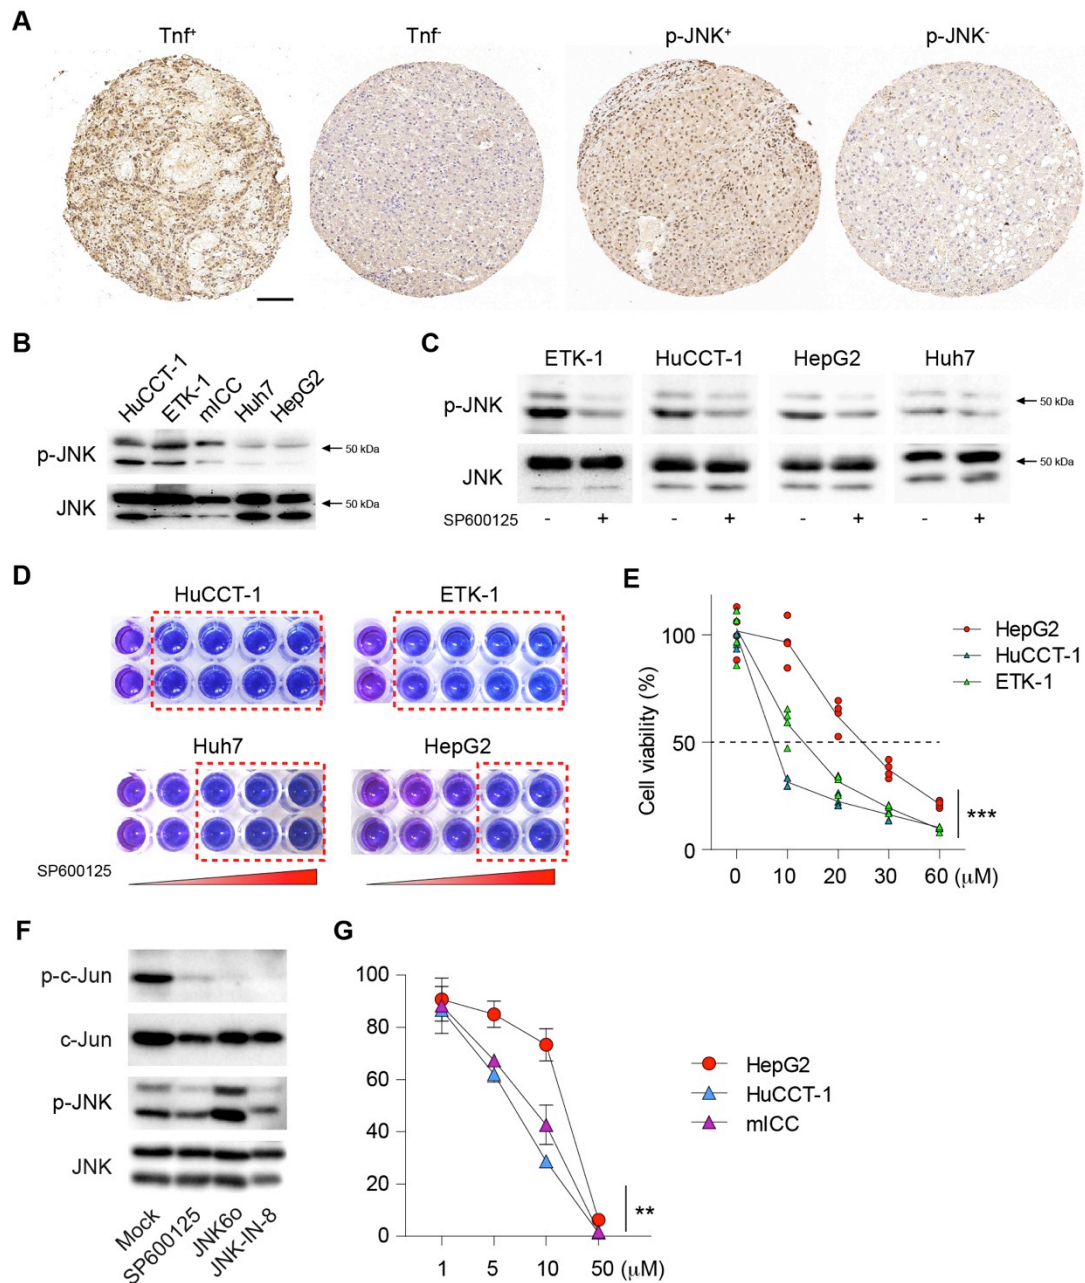 A
Tnf+ Tnf- p-JNK+ p-JNK-
B
HuCCT-1 ETK-1 mICC Huh7 HepG2
p-JNK 50 kDa
JNK 50 kDa
C
ETK-1 HuCCT-1 HepG2 Huh7
p-JNK 50 kDa
JNK 50 kDa
SP600125 - + - + - + - +
D
HuCCT-1 ETK-1
Huh7 HepG2
SP600125
E
Cell viability (%)
100
50
0
0 10 20 30 60 (μM)
HepG2
HuCCT-1
ETK-1
***
F
p-c-Jun
c-Jun
p-JNK
JNK
Mock SP600125 JNK6o JNK-IN-8
G
100
80
60
40
20
0
1 5 10 50 (μM)
HepG2
HuCCT-1
mICC
**